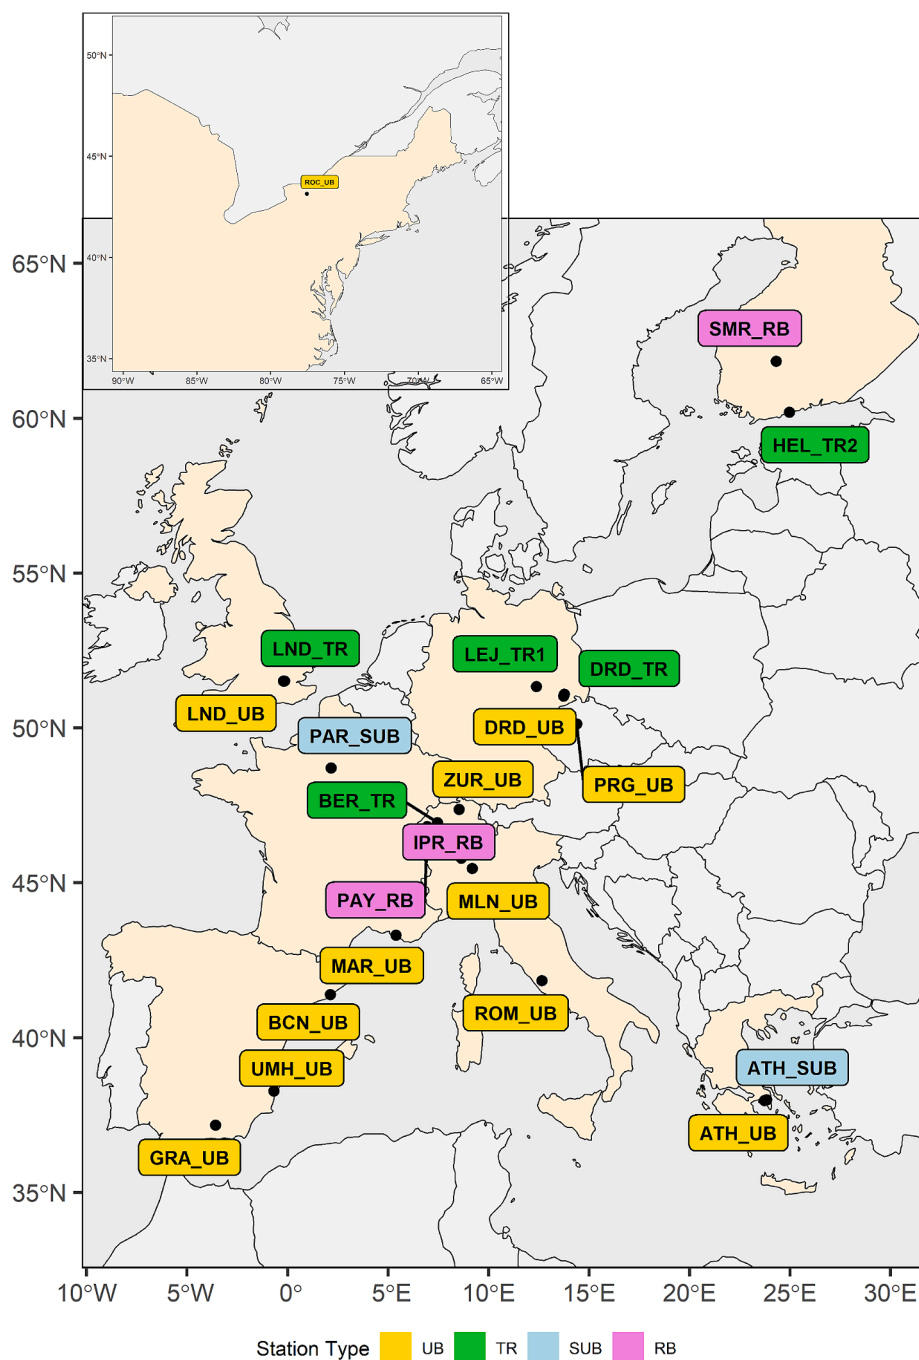 50°N
45°N
ROC_UB
40°N
35°N
90°W 85°W 80°W 75°W 70°W 65°W
65°N
SMR_RB
60°N
HEL_TR2
55°N
LND_TR
LEJ_TR1
DRD_TR
LND_UB
50°N
DRD_UB
PAR_SUB
ZUR_UB
PRG_UB
BER_TR
IPR_RB
45°N
PAY_RB
MLN_UB
MAR_UB
ROM_UB
BCN_UB
40°N
UMH_UB
ATH_SUB
ATH_UB
GRA_UB
35°N
10°W 5°W 0° 5°E 10°E 15°E 20°E 25°E 30°E
Station Type UB TR SUB RB